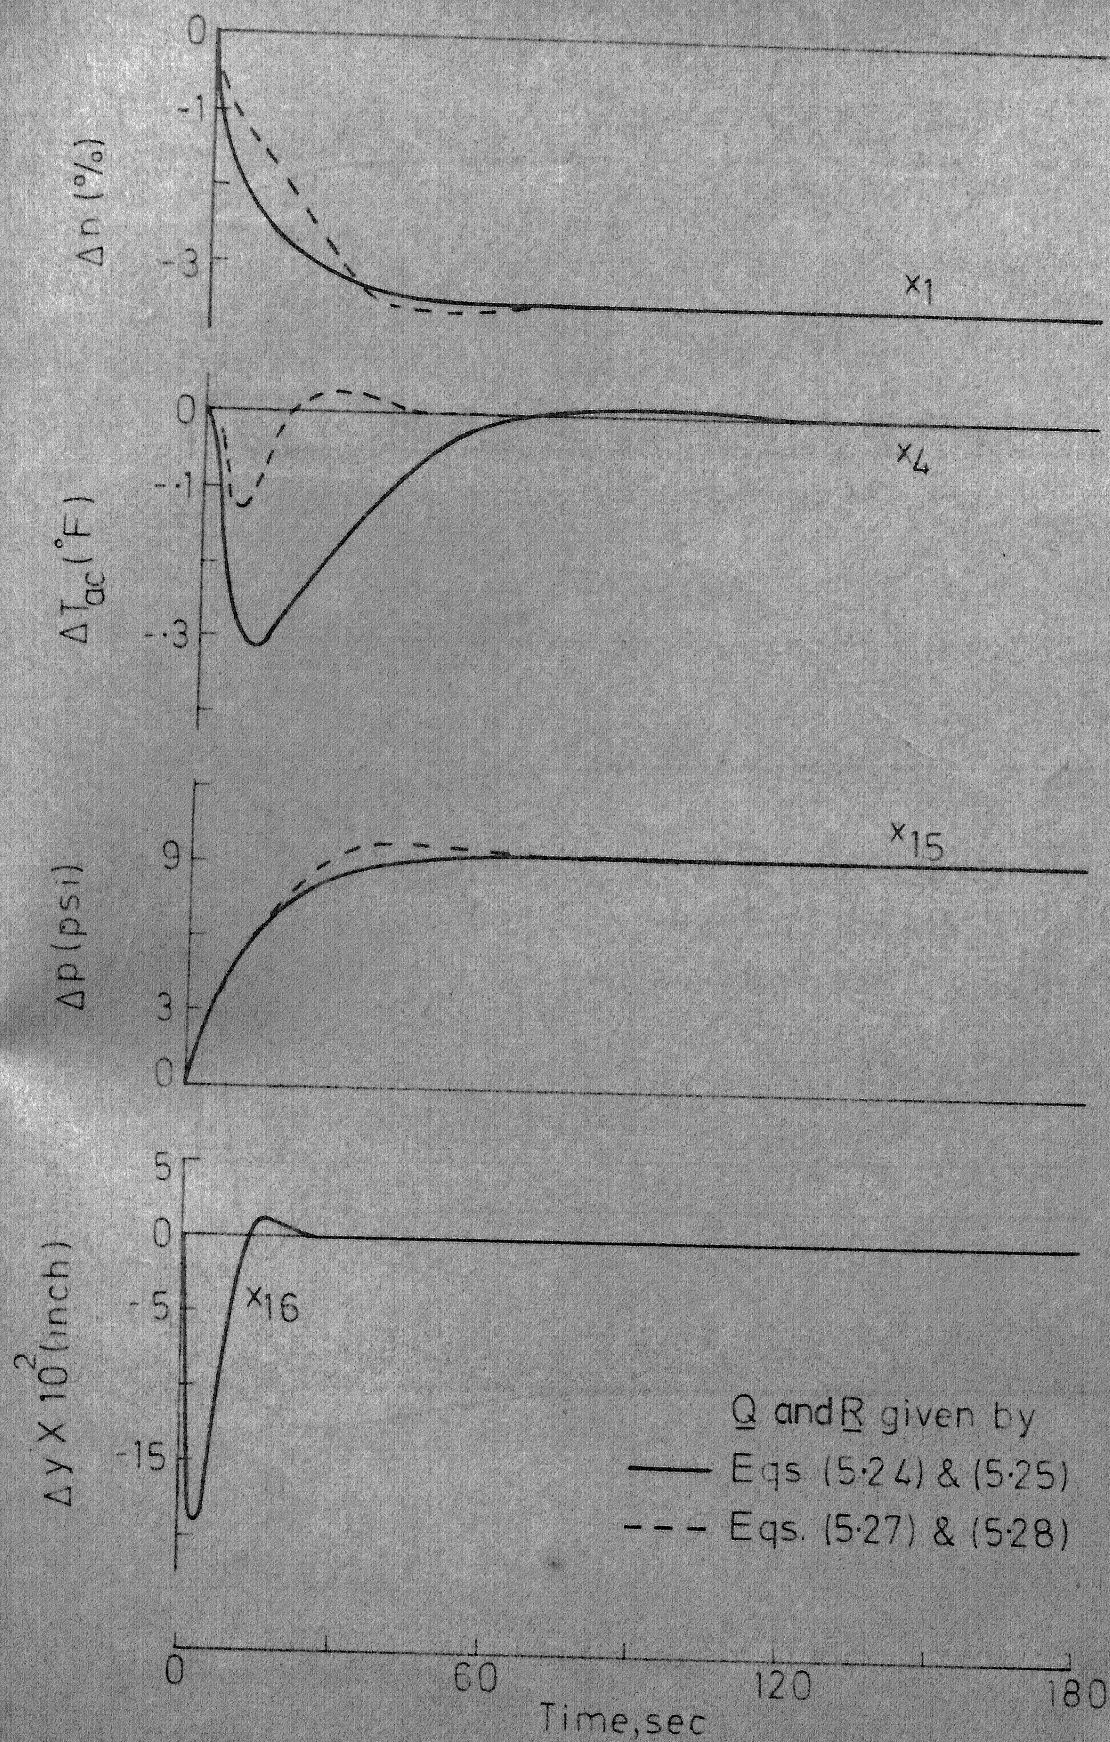 0
-1
-3
Δn (%)
x1
0
-·1
-·3
ΔTac (°F)
x4
9
3
0
Δp (psi)
x15
5
0
-5
-15
Δy X 10² (inch)
x16
Q and R given by
Eqs (5·24) & (5·25)
Eqs. (5·27) & (5·28)
0 60 120 180
Time,sec